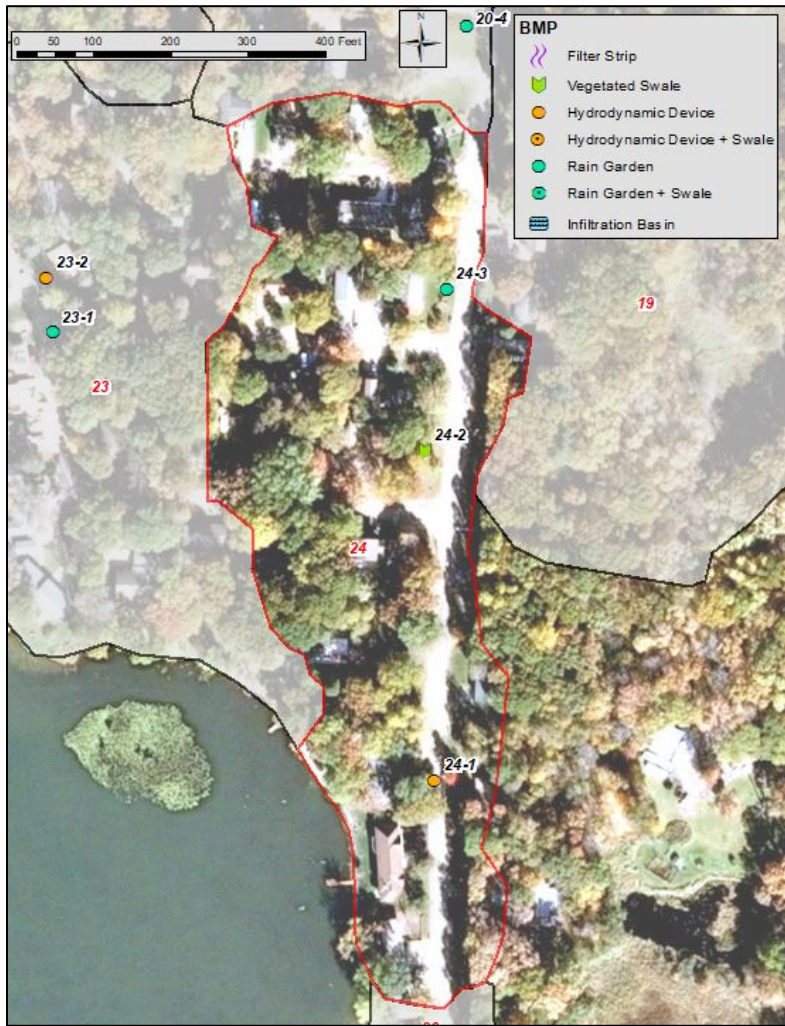 0 50 100 200 300 400 Feet
N
20-4
BMP
Filter Strip
Vegetated Swale
Hydrodynamic Device
Hydrodynamic Device + Swale
Rain Garden
Rain Garden + Swale
Infiltration Basin
23-2
24-3
19
23-1
23
24-2
24
24-1